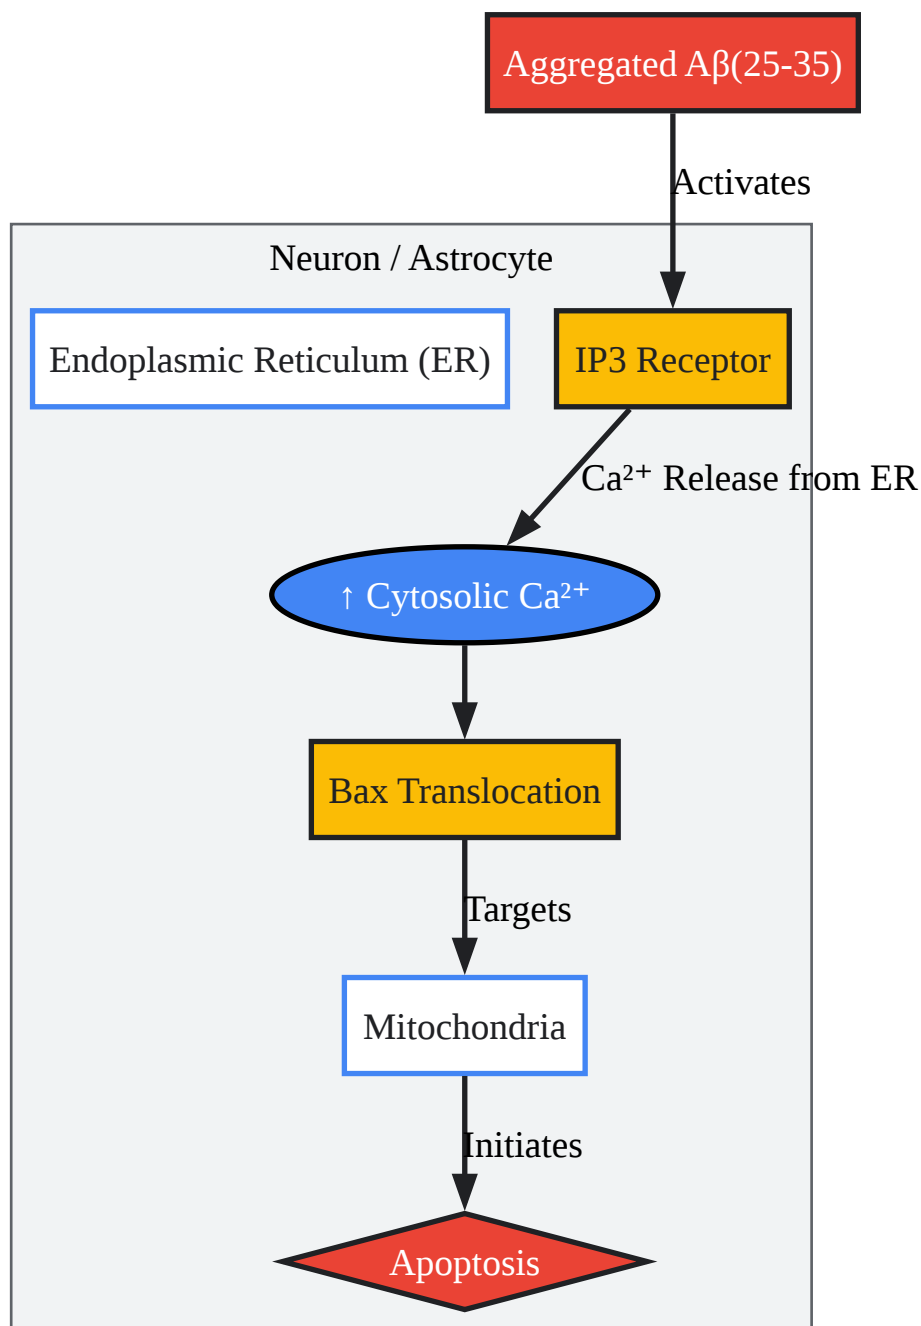 Aggregated Aβ(25-35)
Activates
Neuron / Astrocyte
Endoplasmic Reticulum (ER)
IP3 Receptor
Ca²⁺ Release from ER
↑ Cytosolic Ca²⁺
Bax Translocation
Targets
Mitochondria
Initiates
Apoptosis